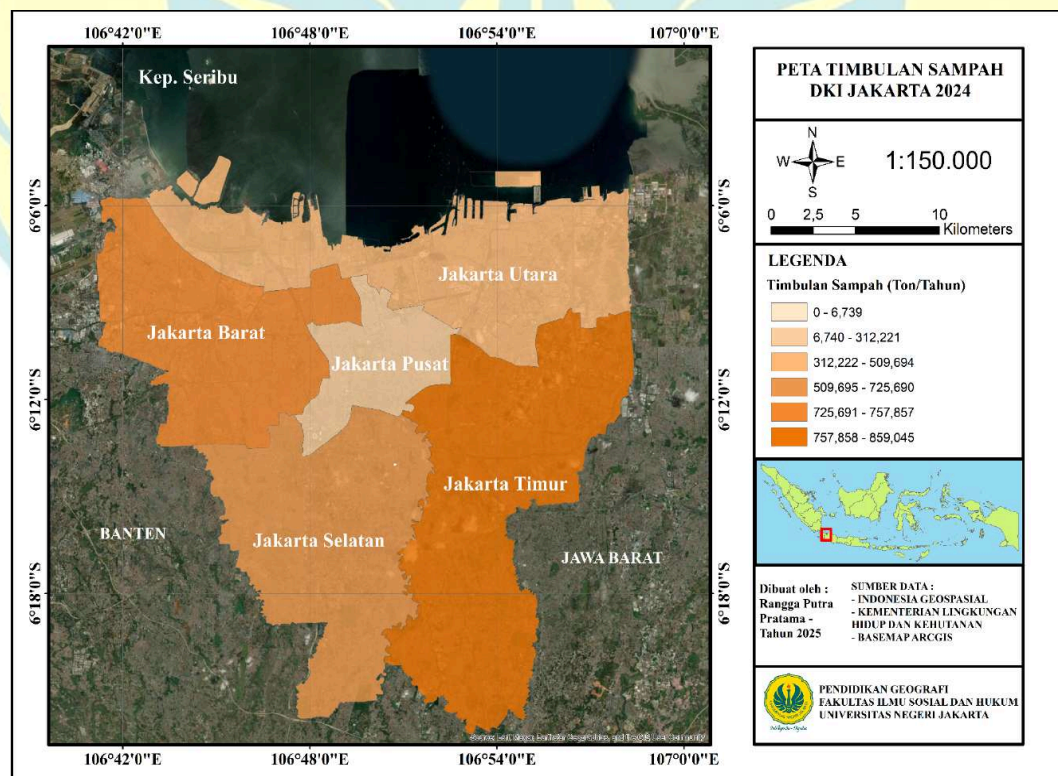 106°42'0"E 106°48'0"E 106°54'0"E 107°0'0"E
Kep. Seribu
6°6'0"S 6°6'0"S
Jakarta Utara
Jakarta Barat
Jakarta Pusat
6°12'0"S 6°12'0"S
Jakarta Timur
BANTEN
Jakarta Selatan
JAWA BARAT
6°18'0"S 6°18'0"S
106°42'0"E 106°48'0"E 106°54'0"E 107°0'0"E
PETA TIMBULAN SAMPAH
DKI JAKARTA 2024
N
W E
S
1:150.000
0 2,5 5 10
Kilometers
LEGENDA
Timbulan Sampah (Ton/Tahun)
0 - 6,739
6,740 - 312,221
312,222 - 509,694
509,695 - 725,690
725,691 - 757,857
757,858 - 859,045
Dibuat oleh :
Rangga Putra
Pratama -
Tahun 2025
SUMBER DATA :
- INDONESIA GEOSPASIAL
- KEMENTERIAN LINGKUNGAN
HIDUP DAN KEHUTANAN
- BASEMAP ARCGIS
PENDIDIKAN GEOGRAFI
FAKULTAS ILMU SOSIAL DAN HUKUM
UNIVERSITAS NEGERI JAKARTA